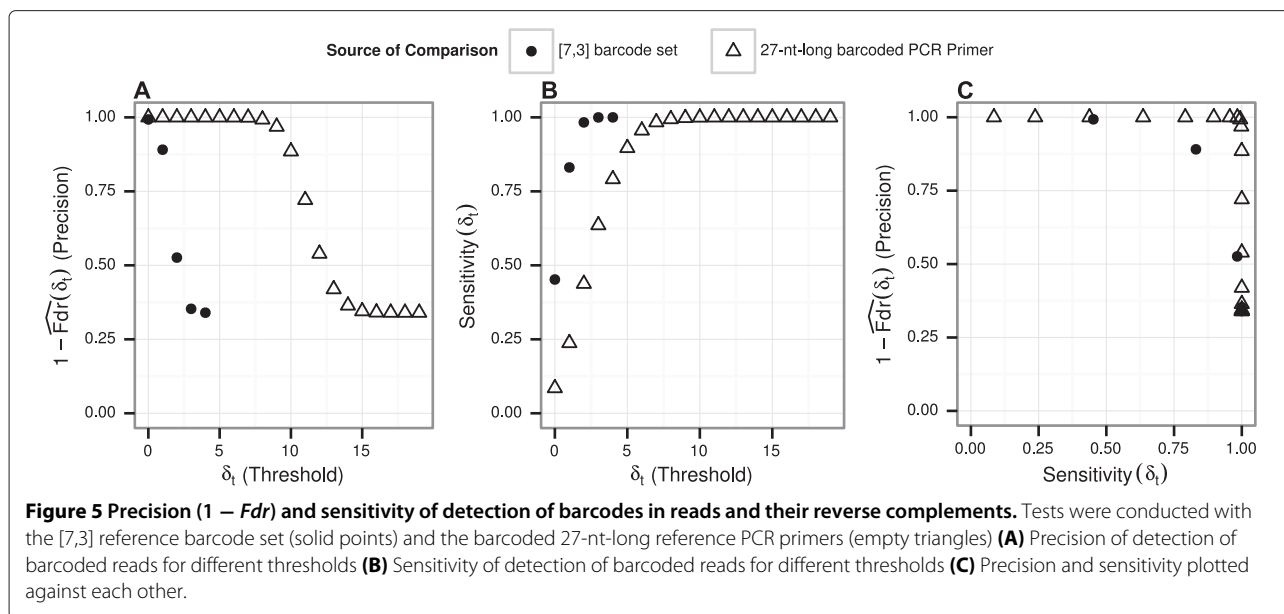 Source of Comparison [7,3] barcode set 27-nt-long barcoded PCR Primer
A
1.00
0.75
0.50
0.25
0.00
1 − Fdr(δt) (Precision)
0 5 10 15
δt (Threshold)
B
1.00
0.75
0.50
0.25
0.00
Sensitivity (δt)
0 5 10 15
δt (Threshold)
C
1.00
0.75
0.50
0.25
0.00
1 − Fdr(δt) (Precision)
0.00 0.25 0.50 0.75 1.00
Sensitivity (δt)
Figure 5 Precision (1 − Fdr) and sensitivity of detection of barcodes in reads and their reverse complements. Tests were conducted with
the [7,3] reference barcode set (solid points) and the barcoded 27-nt-long reference PCR primers (empty triangles) (A) Precision of detection of
barcoded reads for different thresholds (B) Sensitivity of detection of barcoded reads for different thresholds (C) Precision and sensitivity plotted
against each other.